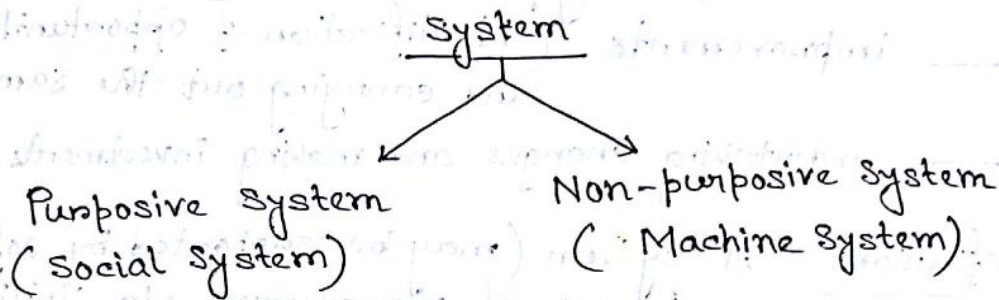 System
Purposive System
(Social System)
Non-purposive System
(Machine System)